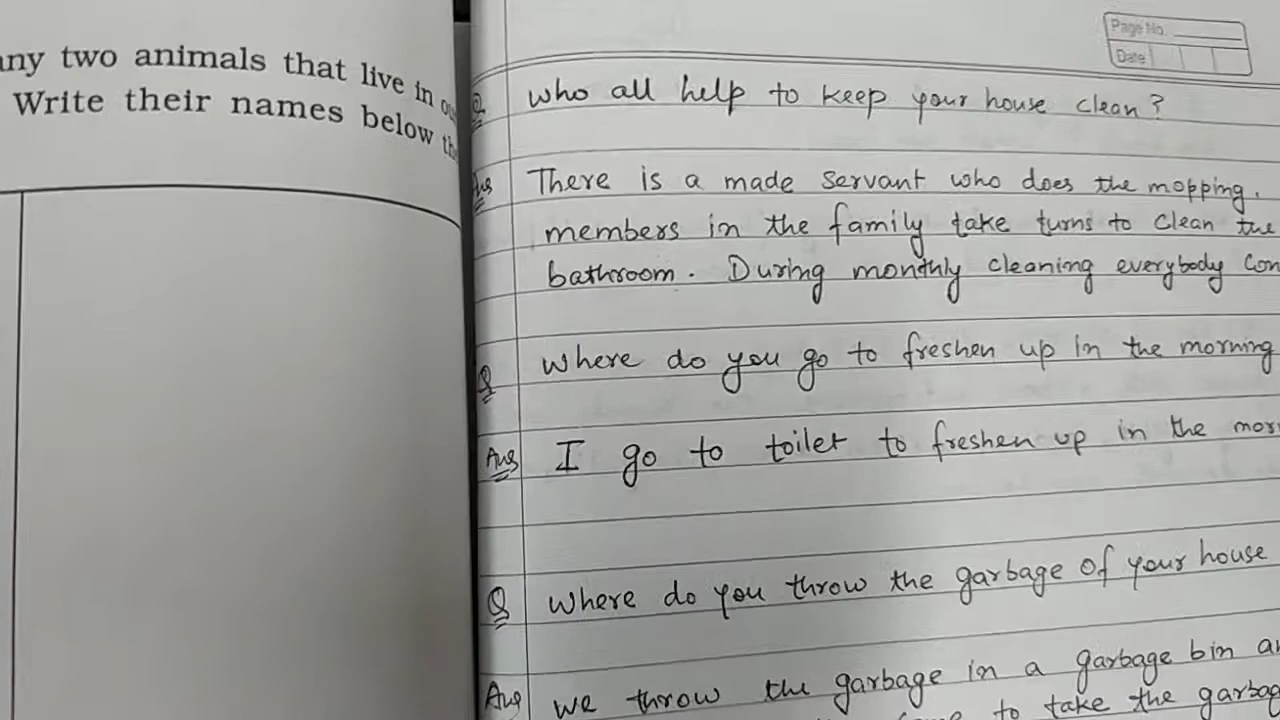 any two animals that live in
Write their names below
Page No.
Date
Q who all help to keep your house clean?
Ans There is a made servant who does the mopping.
members in the family take turns to clean the
bathroom. During monthly cleaning everybody
Q where do you go to freshen up in the morning
Ans I go to toilet to freshen up in the
Q where do you throw the garbage of your house
Ans we throw the garbage in a garbage bin
to take the